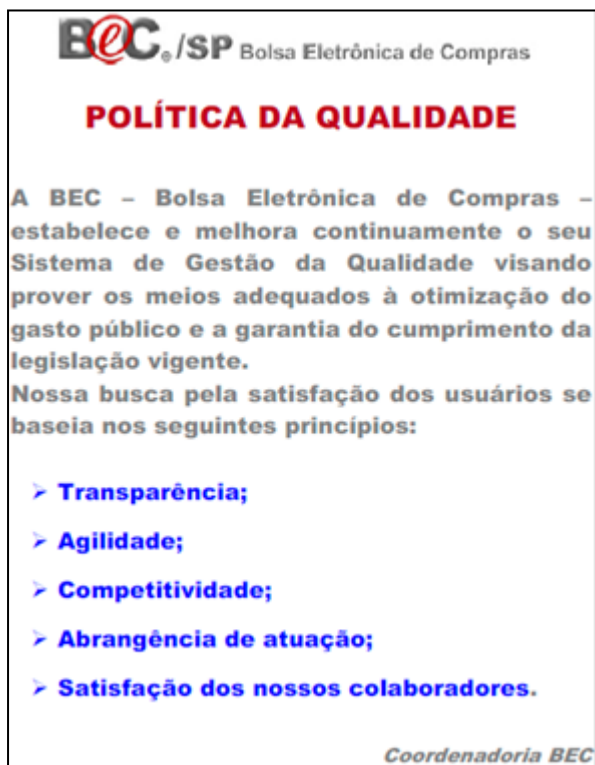 BeC®/SP Bolsa Eletrônica de Compras
POLÍTICA DA QUALIDADE
A BEC – Bolsa Eletrônica de Compras –
estabelece e melhora continuamente o seu
Sistema de Gestão da Qualidade visando
prover os meios adequados à otimização do
gasto público e a garantia do cumprimento da
legislação vigente.
Nossa busca pela satisfação dos usuários se
baseia nos seguintes princípios:
➢ Transparência;
➢ Agilidade;
➢ Competitividade;
➢ Abrangência de atuação;
➢ Satisfação dos nossos colaboradores.
Coordenadoria BEC